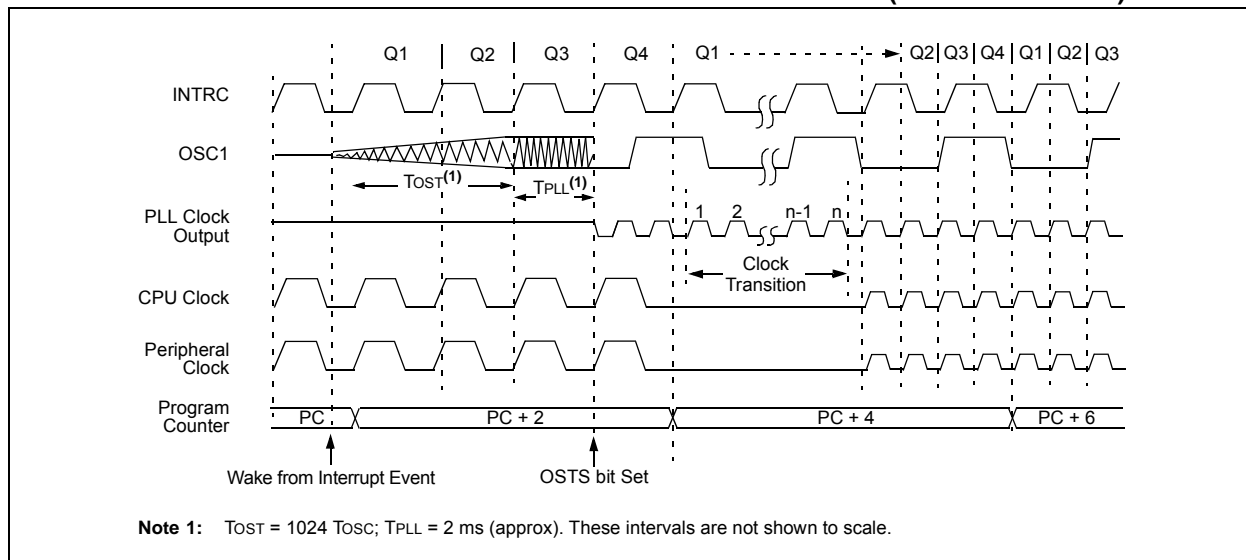 Q1 Q2 Q3 Q4 Q1 Q2 Q3 Q4 Q1 Q2 Q3
INTRC
OSC1
TOST(1) TPLL(1)
PLL Clock
Output
1 2 n-1 n
Clock
Transition
CPU Clock
Peripheral
Clock
Program
Counter
PC PC + 2 PC + 4 PC + 6
Wake from Interrupt Event OSTS bit Set
Note 1: TOST = 1024 TOSC; TPLL = 2 ms (approx). These intervals are not shown to scale.